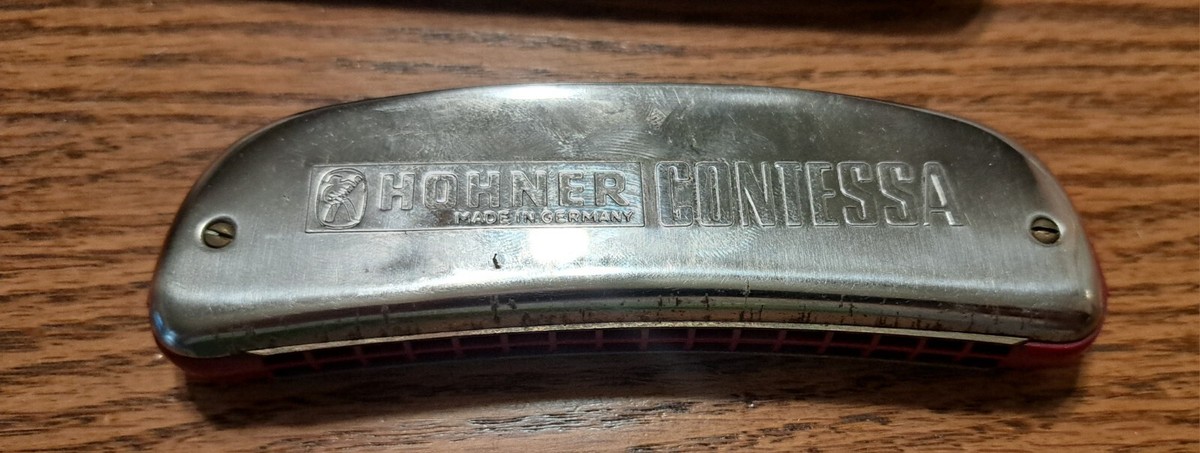 HOHNER CONTESSA
MADE IN GERMANY